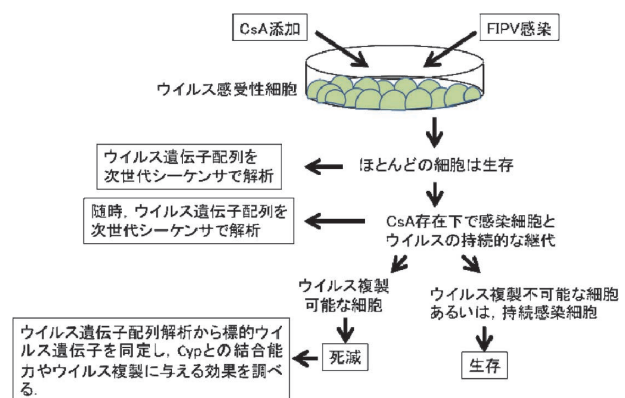 CsA添加
FIPV感染
ウイルス感受性細胞
ほとんどの細胞は生存
ウイルス遺伝子配列を
次世代シーケンサで解析
随時，ウイルス遺伝子配列を
次世代シーケンサで解析
CsA存在下で感染細胞と
ウイルスの持続的な継代
ウイルス複製
可能な細胞
ウイルス複製不可能な細胞
あるいは，持続感染細胞
ウイルス遺伝子配列解析から標的ウ
イルス遺伝子を同定し，Cypとの結合能
力やウイルス複製に与える効果を調べ
る．
死滅
生存